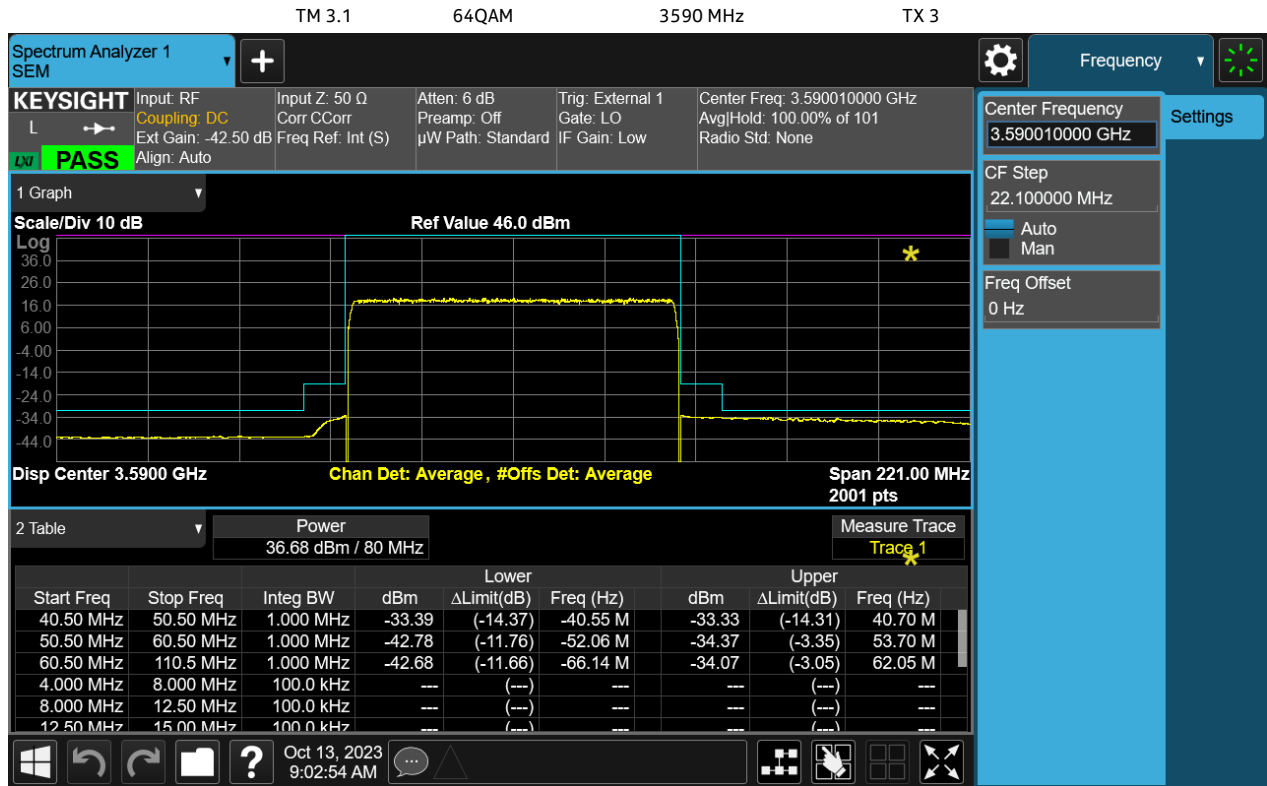 TM 3.1 64QAM 3590 MHz TX 3
Spectrum Analyzer 1
SEM
Frequency
KEYSIGHT
L
LXI PASS
Input: RF
Coupling: DC
Ext Gain: -42.50 dB
Align: Auto
Input Z: 50 Ω
Corr CCorr
Freq Ref: Int (S)
Atten: 6 dB
Preamp: Off
µW Path: Standard
Trig: External 1
Gate: LO
IF Gain: Low
Center Freq: 3.590010000 GHz
Avg|Hold: 100.00% of 101
Radio Std: None
Center Frequency
3.590010000 GHz
Settings
CF Step
22.100000 MHz
Auto
Man
Freq Offset
0 Hz
1 Graph
Scale/Div 10 dB Ref Value 46.0 dBm
Log
36.0
26.0
16.0
6.00
-4.00
-14.0
-24.0
-34.0
-44.0
Disp Center 3.5900 GHz Chan Det: Average , #Offs Det: Average Span 221.00 MHz
2001 pts
2 Table
Power
36.68 dBm / 80 MHz
Measure Trace
Trace 1
Lower Upper
Start Freq Stop Freq Integ BW dBm ΔLimit(dB) Freq (Hz) dBm ΔLimit(dB) Freq (Hz)
40.50 MHz 50.50 MHz 1.000 MHz -33.39 (-14.37) -40.55 M -33.33 (-14.31) 40.70 M
50.50 MHz 60.50 MHz 1.000 MHz -42.78 (-11.76) -52.06 M -34.37 (-3.35) 53.70 M
60.50 MHz 110.5 MHz 1.000 MHz -42.68 (-11.66) -66.14 M -34.07 (-3.05) 62.05 M
4.000 MHz 8.000 MHz 100.0 kHz --- (---) --- --- (---) ---
8.000 MHz 12.50 MHz 100.0 kHz --- (---) --- --- (---) ---
12.50 MHz 15.00 MHz 100.0 kHz --- (---) --- --- (---) ---
Oct 13, 2023
9:02:54 AM